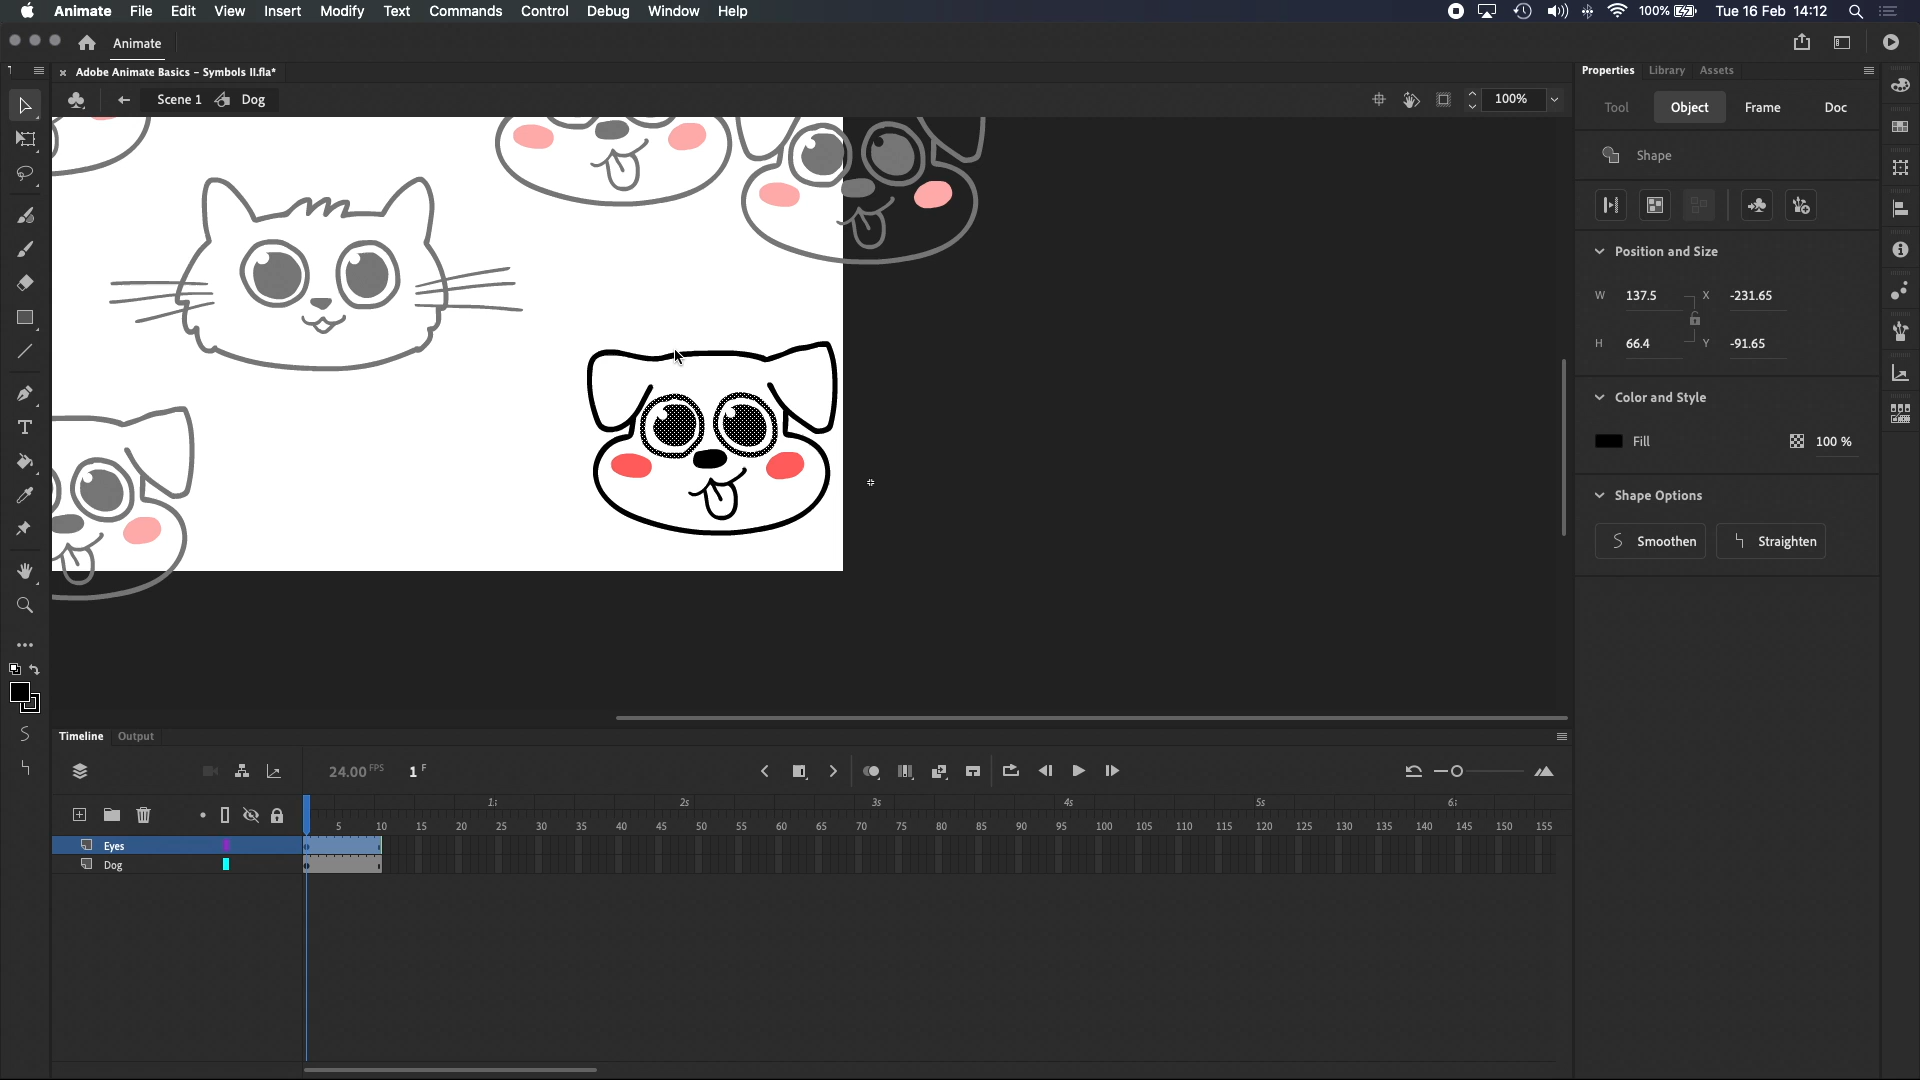 Animate File Edit View Insert Modify Text Commands Control Debug Window Help 100% Tue 16 Feb 14:12
Animate
Adobe Animate Basics - Symbols II.fla*
Scene 1 Dog 100%
Properties Library Assets
Tool Object Frame Doc
Shape
Position and Size
W 137.5 X -231.65
H 66.4 Y -91.65
Color and Style
Fill 100 %
Shape Options
Smoothen Straighten
Timeline Output
24.00 FPS 1 F
2s 3s 4s 5s
5 10 15 20 25 30 35 40 45 50 55 60 65 70 75 80 85 90 95 100 105 110 115 120 125 130 135 140 145 150 155
Eyes
Dog